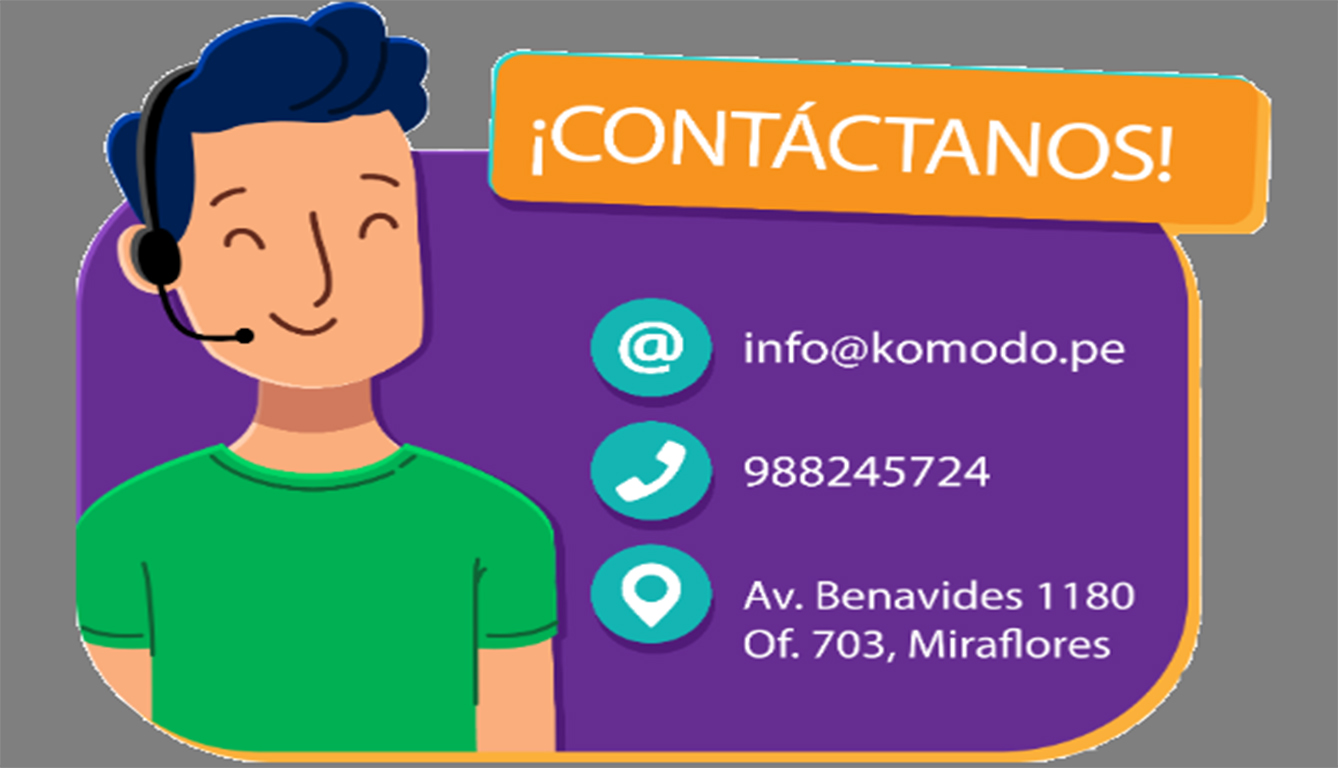 ¡CONTÁCTANOS!
info@komodo.pe
988245724
Av. Benavides 1180
Of. 703, Miraflores